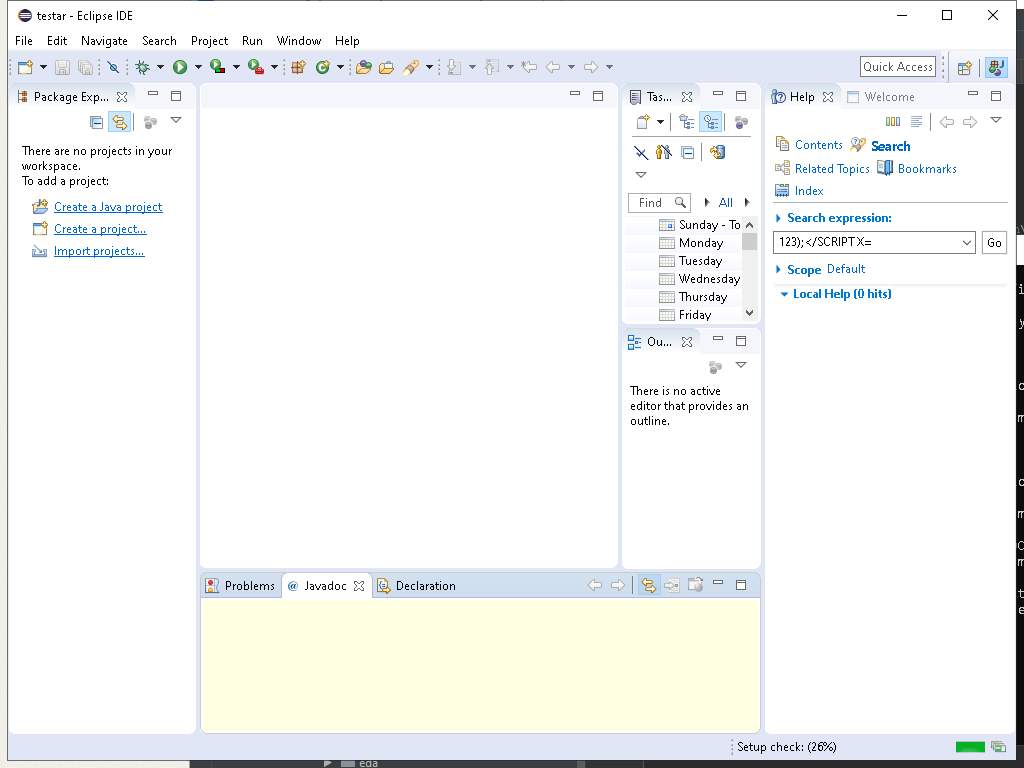 testar - Eclipse IDE
File Edit Navigate Search Project Run Window Help
Quick Access
Package Exp...
There are no projects in your
workspace.
To add a project:
Create a Java project
Create a project...
Import projects...
Tas...
Find
All
Sunday - To
Monday
Tuesday
Wednesday
Thursday
Friday
Ou...
There is no active
editor that provides an
outline.
Help
Welcome
Contents
Search
Related Topics
Bookmarks
Index
Search expression:
123);</SCRIPT X=
Go
Scope Default
Local Help (0 hits)
Problems
@ Javadoc
Declaration
Setup check: (26%)
eda